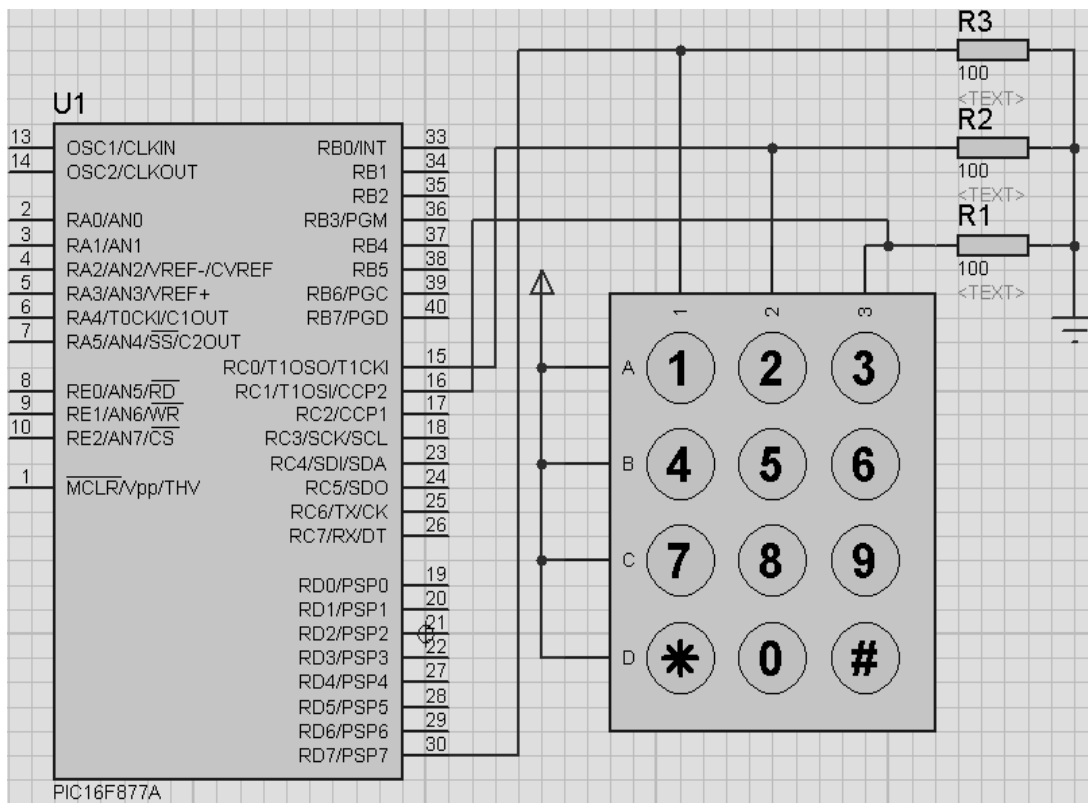 R3
100
<TEXT>
R2
100
<TEXT>
R1
100
<TEXT>
U1
13 OSC1/CLKIN RB0/INT 33
14 OSC2/CLKOUT RB1 34
RB2 35
2 RA0/AN0 RB3/PGM 36
3 RA1/AN1 RB4 37
4 RA2/AN2/VREF-/CVREF RB5 38
5 RA3/AN3/VREF+ RB6/PGC 39
6 RA4/T0CKI/C1OUT RB7/PGD 40
7 RA5/AN4/SS/C2OUT
RC0/T1OSO/T1CKI 15
8 RE0/AN5/RD RC1/T1OSI/CCP2 16
9 RE1/AN6/WR RC2/CCP1 17
10 RE2/AN7/CS RC3/SCK/SCL 18
RC4/SDI/SDA 23
1 MCLR/Vpp/THV RC5/SDO 24
RC6/TX/CK 25
RC7/RX/DT 26
RD0/PSP0 19
RD1/PSP1 20
RD2/PSP2 21
RD3/PSP3 22
RD4/PSP4 27
RD5/PSP5 28
RD6/PSP6 29
RD7/PSP7 30
PIC16F877A
1 2 3
A 1 2 3
B 4 5 6
C 7 8 9
D * 0 #